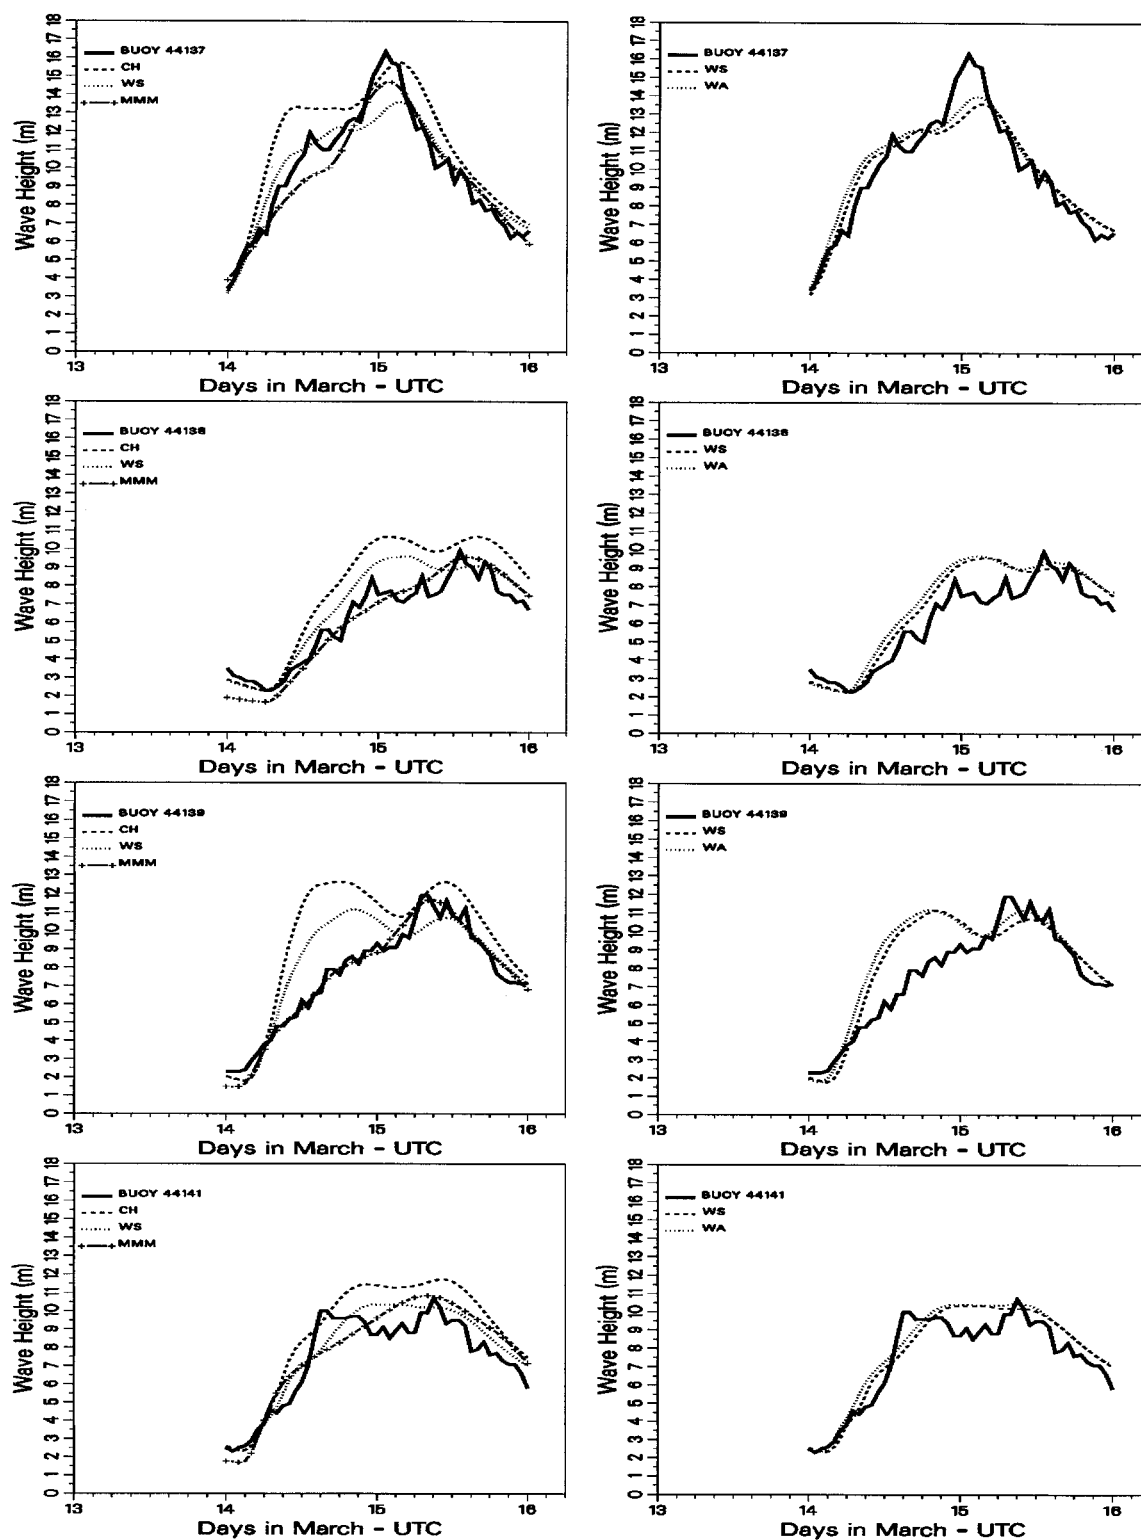 Wave Height (m)
0 1 2 3 4 5 6 7 8 9 10 11 12 13 14 15 16 17 18
BUOY 44137
CH
WS
MMM
13 14 15 16
Days in March - UTC
Wave Height (m)
0 1 2 3 4 5 6 7 8 9 10 11 12 13 14 15 16 17 18
BUOY 44137
WS
WA
13 14 15 16
Days in March - UTC
Wave Height (m)
0 1 2 3 4 5 6 7 8 9 10 11 12 13 14 15 16 17 18
BUOY 44138
CH
WS
MMM
13 14 15 16
Days in March - UTC
Wave Height (m)
0 1 2 3 4 5 6 7 8 9 10 11 12 13 14 15 16 17 18
BUOY 44138
WS
WA
13 14 15 16
Days in March - UTC
Wave Height (m)
0 1 2 3 4 5 6 7 8 9 10 11 12 13 14 15 16 17 18
BUOY 44139
CH
WS
MMM
13 14 15 16
Days in March - UTC
Wave Height (m)
0 1 2 3 4 5 6 7 8 9 10 11 12 13 14 15 16 17 18
BUOY 44139
WS
WA
13 14 15 16
Days in March - UTC
Wave Height (m)
0 1 2 3 4 5 6 7 8 9 10 11 12 13 14 15 16 17 18
BUOY 44141
CH
WS
MMM
13 14 15 16
Days in March - UTC
Wave Height (m)
0 1 2 3 4 5 6 7 8 9 10 11 12 13 14 15 16 17 18
BUOY 44141
WS
WA
13 14 15 16
Days in March - UTC